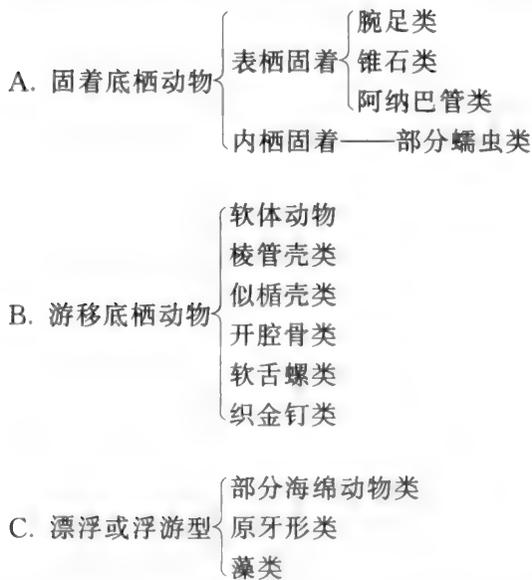 腕足类
表栖固着 锥石类
A. 固着底栖动物
阿纳巴管类
内栖固着——部分蠕虫类
软体动物
棱管壳类
似楯壳类
B. 游移底栖动物
开腔骨类
软舌螺类
织金钉类
部分海绵动物类
C. 漂浮或浮游型 原牙形类
藻类